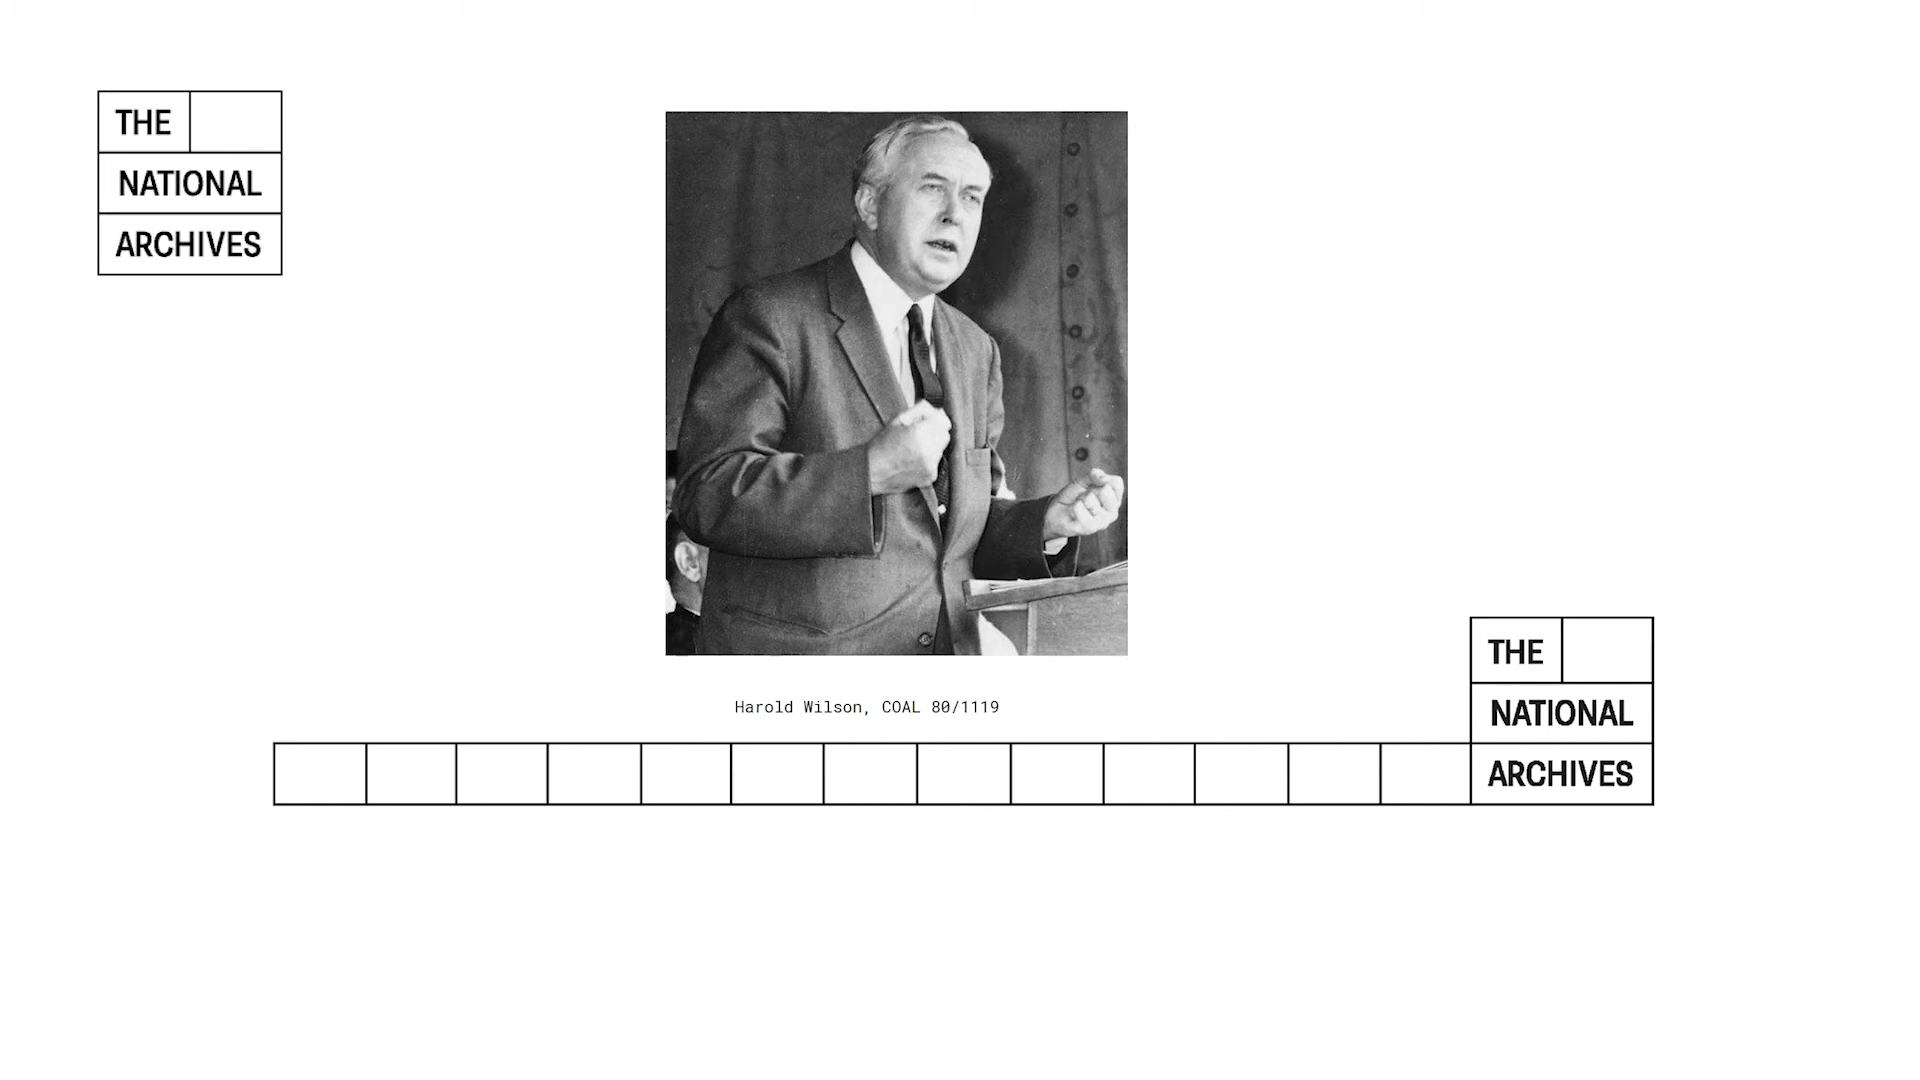 THE
NATIONAL
ARCHIVES
Harold Wilson, COAL 80/1119
THE
NATIONAL
ARCHIVES